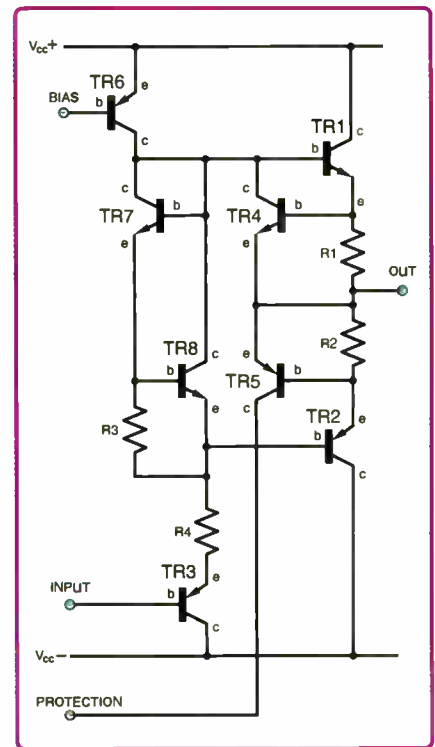 Vcc+
TR6
e
b
BIAS
c
TR1
b
c
e
c
TR7
b
e
c
TR4
b
e
R1
OUT
R2
TR8
c
b
e
e
TR5
b
c
TR2
e
b
c
R3
R4
TR3
e
INPUT
b
c
Vcc−
PROTECTION